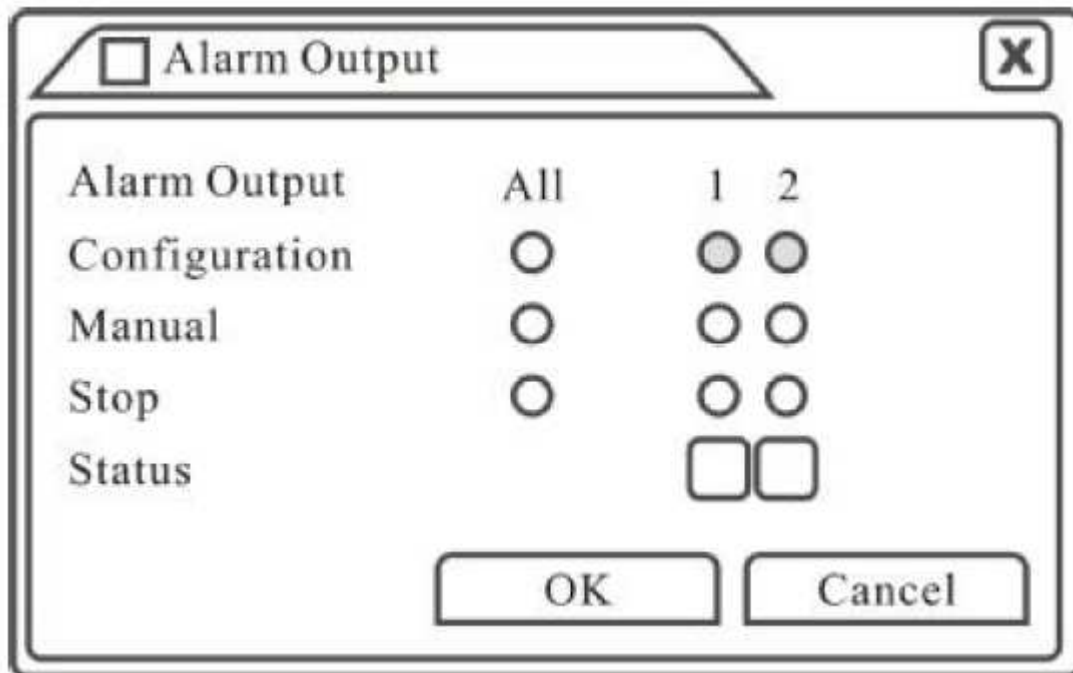 Alarm Output
X
Alarm Output All 1 2
Configuration
Manual
Stop
Status
OK Cancel